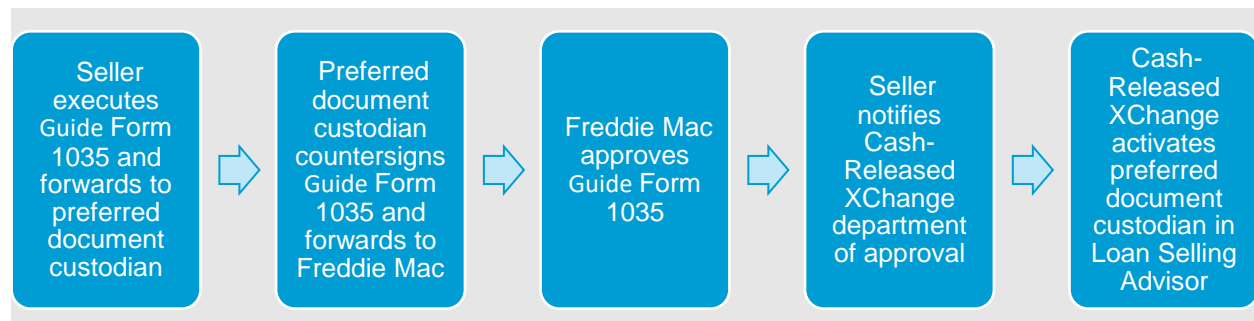 Seller
executes
Guide Form
1035 and
forwards to
preferred
document
custodian
Preferred
document
custodian
countersigns
Guide Form
1035 and
forwards to
Freddie Mac
Freddie Mac
approves
Guide Form
1035
Seller
notifies
Cash-
Released
XChange
department
of approval
Cash-
Released
XChange
activates
preferred
document
custodian in
Loan Selling
Advisor